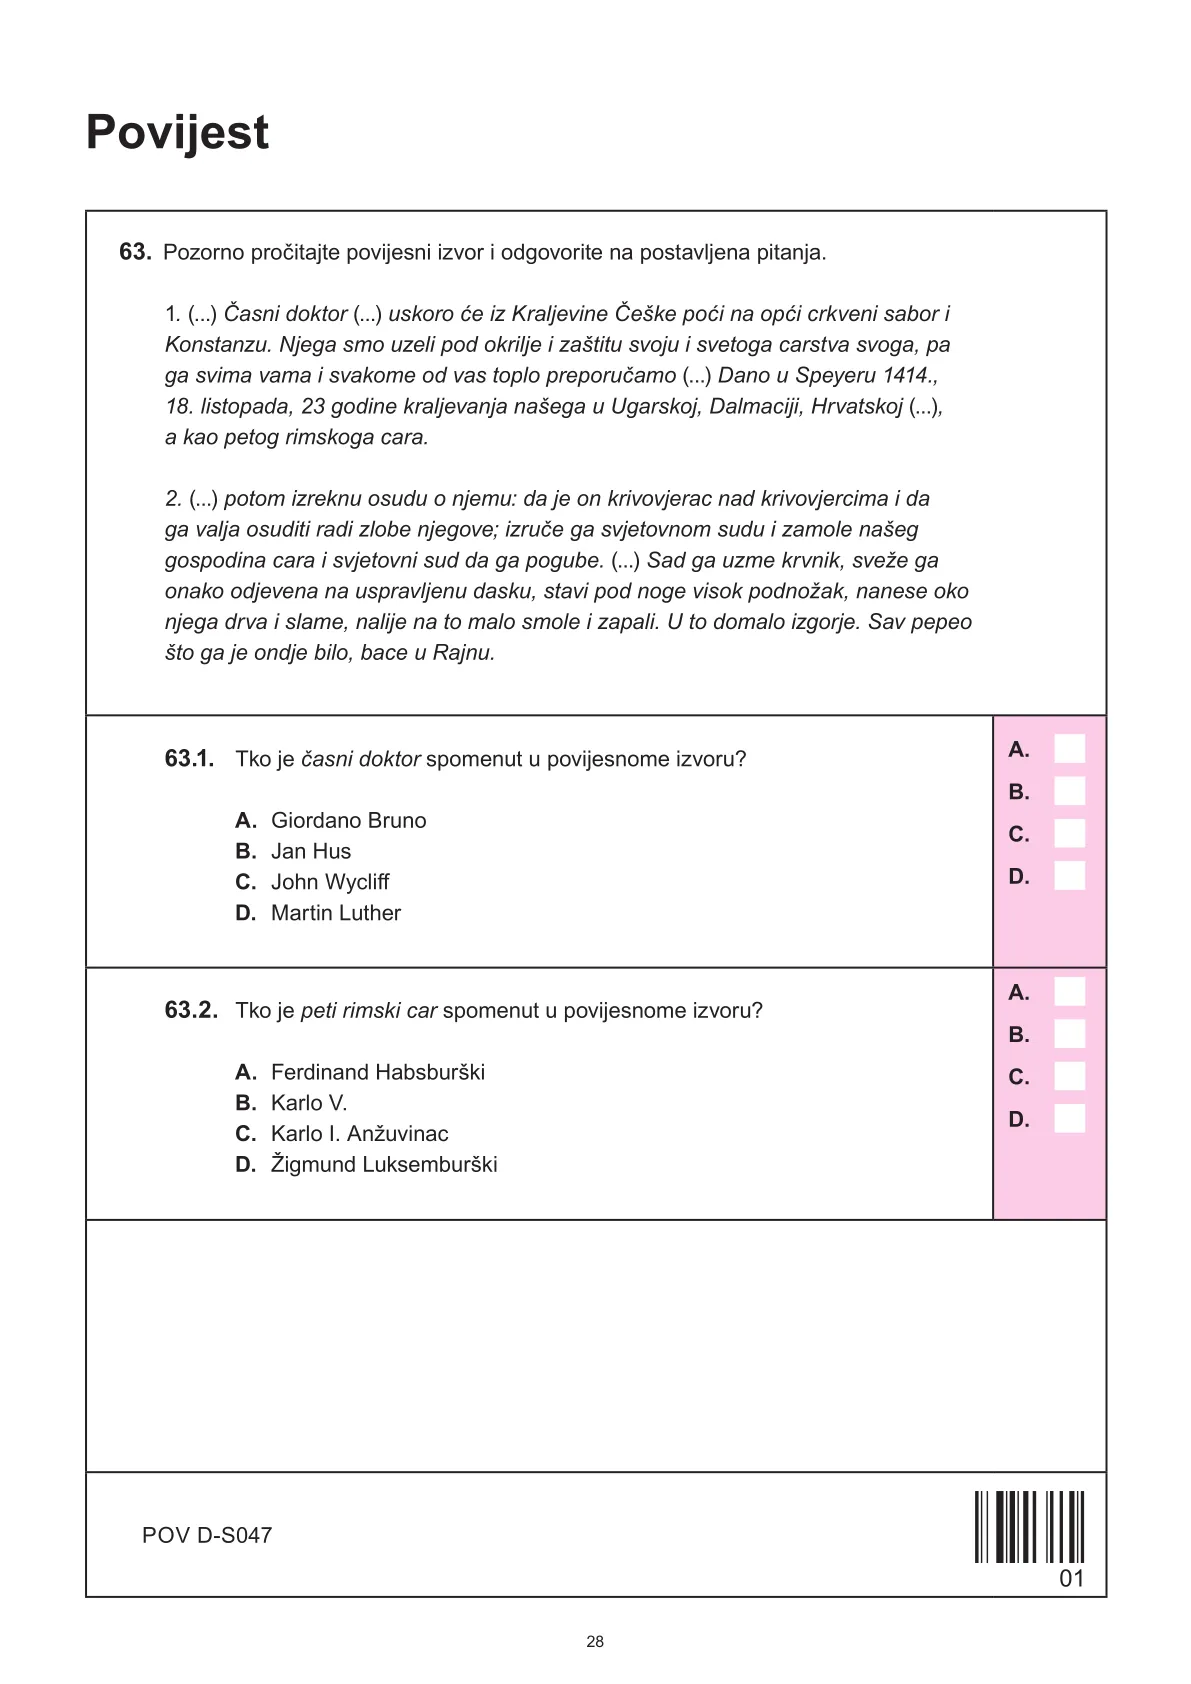 Povijest
63. Pozorno pročitajte povijesni izvor i odgovorite na postavljena pitanja.
1. (...) Časni doktor (...) uskoro će iz Kraljevine Češke poći na opći crkveni sabor i
Konstanzu. Njega smo uzeli pod okrilje i zaštitu svoju i svetoga carstva svoga, pa
ga svima vama i svakome od vas toplo preporučamo (...) Dano u Speyeru 1414.,
18. listopada, 23 godine kraljevanja našega u Ugarskoj, Dalmaciji, Hrvatskoj (...),
a kao petog rimskoga cara.
2. (...) potom izreknu osudu o njemu: da je on krivovjerac nad krivovjercima i da
ga valja osuditi radi zlobe njegove; izruče ga svjetovnom sudu i zamole našeg
gospodina cara i svjetovni sud da ga pogube. (...) Sad ga uzme krvnik, sveže ga
onako odjevena na uspravljenu dasku, stavi pod noge visok podnožak, nanese oko
njega drva i slame, nalije na to malo smole i zapali. U to domalo izgorje. Sav pepeo
što ga je ondje bilo, bace u Rajnu.
63.1. Tko je časni doktor spomenut u povijesnome izvoru?
A. Giordano Bruno
B. Jan Hus
C. John Wycliff
D. Martin Luther
A.
B.
C.
D.
63.2. Tko je peti rimski car spomenut u povijesnome izvoru?
A. Ferdinand Habsburški
B. Karlo V.
C. Karlo I. Anžuvinac
D. Žigmund Luksemburški
A.
B.
C.
D.
POV D-S047
01
28